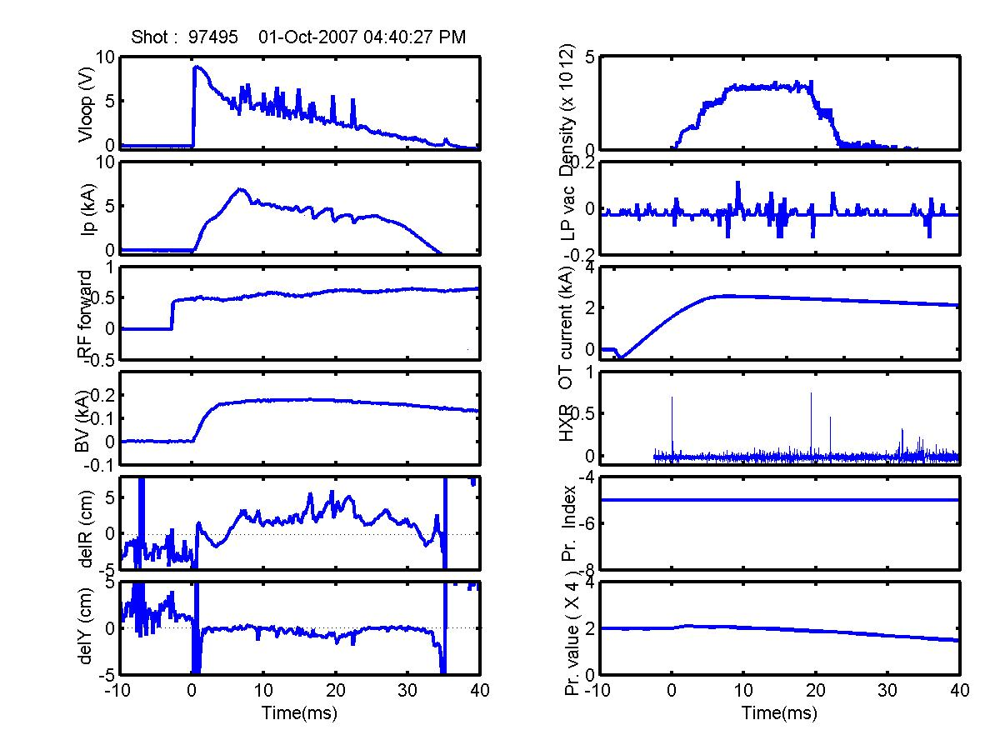 Shot : 97495 01-Oct-2007 04:40:27 PM
Vloop (V)
10
5
0
Ip (kA)
10
5
0
RF forward
1
0.5
0
-0.5
BV (kA)
0.2
0.1
0
-0.1
delR (cm)
5
0
-5
delY (cm)
5
0
-5
-10 0 10 20 30 40
Time(ms)
Density (x 10 12)
5
0
LP vac
0.2
0
-0.2
OT current (kA)
4
2
0
HXR
1
0.5
0
Pr. Index
-4
-6
-8
Pr. value ( X 4 )
4
2
0
-10 0 10 20 30 40
Time(ms)